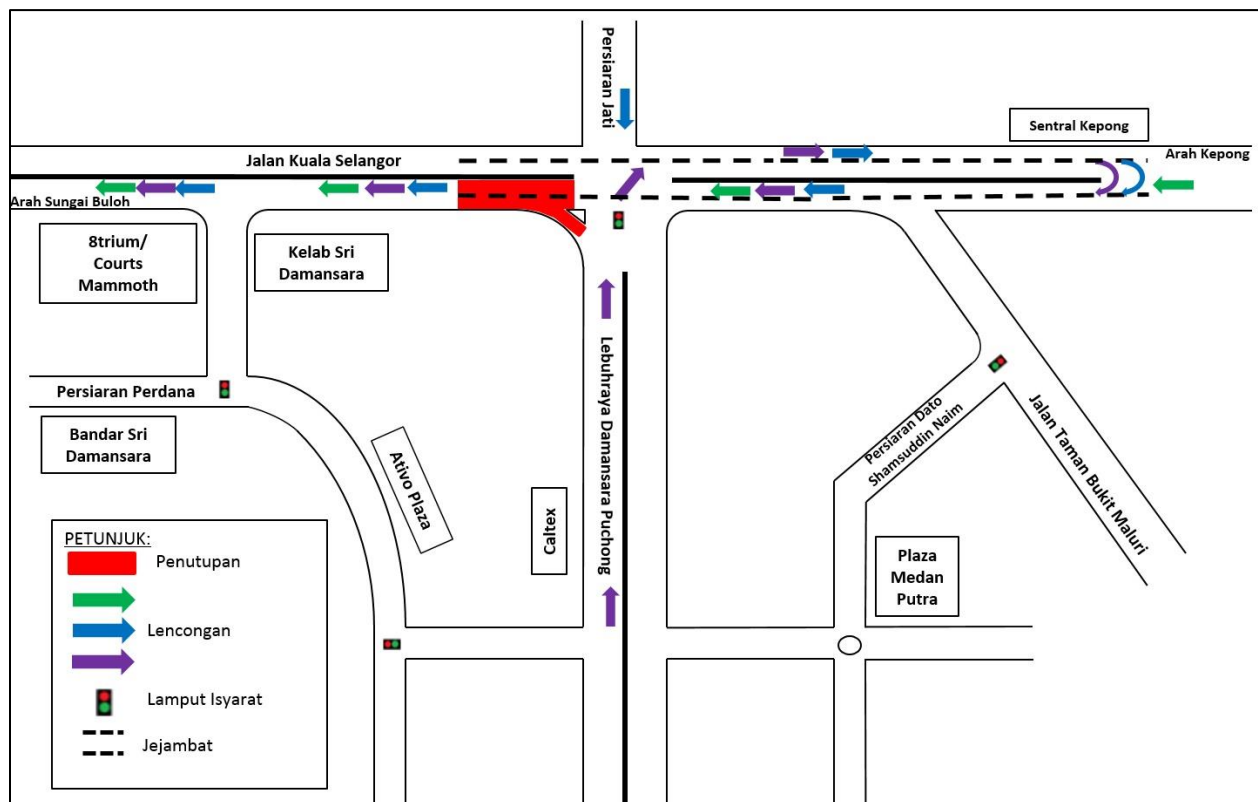 Persiaran Jati
Sentral Kepong
Jalan Kuala Selangor
Arah Kepong
Arah Sungai Buloh
8trium/
Courts
Mammoth
Kelab Sri
Damansara
Lebuhraya Damansara Puchong
Persiaran Perdana
Bandar Sri
Damansara
Ativo Plaza
Caltex
Persiaran Dato
Shamsuddin Naim
Jalan Taman Bukit Maluri
Plaza
Medan
Putra
PETUNJUK:
Penutupan
Lencongan
Lamput Isyarat
Jejambat